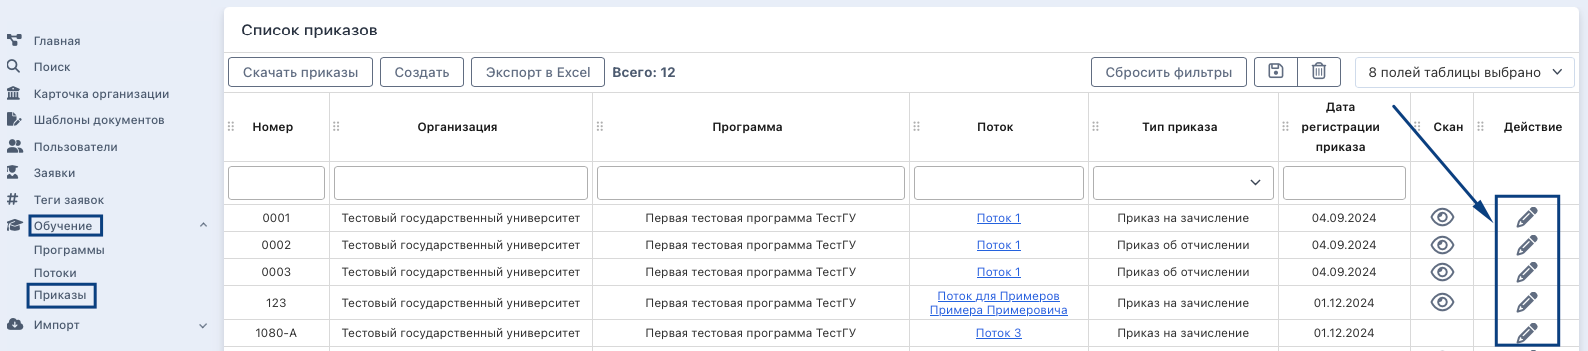 Главная
Поиск
Карточка организации
Шаблоны документов
Пользователи
Заявки
Теги заявок
Обучение
Программы
Потоки
Приказы
Импорт
Список приказов
Скачать приказы Создать Экспорт в Excel Всего: 12 Сбросить фильтры 8 полей таблицы выбрано
Номер Организация Программа Поток Тип приказа Дата регистрации приказа Скан Действие
0001 Тестовый государственный университет Первая тестовая программа ТестГУ Поток 1 Приказ на зачисление 04.09.2024
0002 Тестовый государственный университет Первая тестовая программа ТестГУ Поток 1 Приказ об отчислении 04.09.2024
0003 Тестовый государственный университет Первая тестовая программа ТестГУ Поток 1 Приказ об отчислении 04.09.2024
123 Тестовый государственный университет Первая тестовая программа ТестГУ Поток для Примеров Примера Примеровича Приказ на зачисление 01.12.2024
1080-А Тестовый государственный университет Первая тестовая программа ТестГУ Поток 3 Приказ на зачисление 01.12.2024